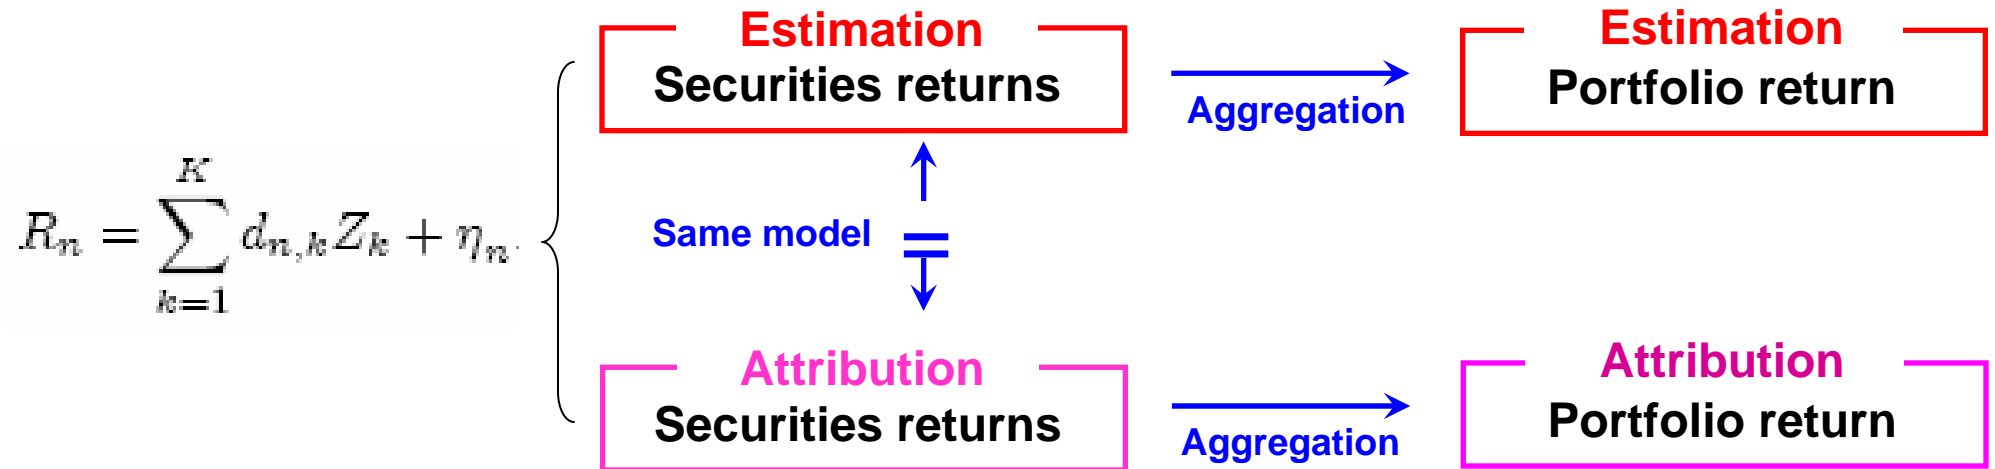 Estimation
Securities returns
Aggregation
Estimation
Portfolio return
R_n = \sum_{k=1}^{K} d_{n,k} Z_k + η_n.
Same model
=
Attribution
Securities returns
Aggregation
Attribution
Portfolio return